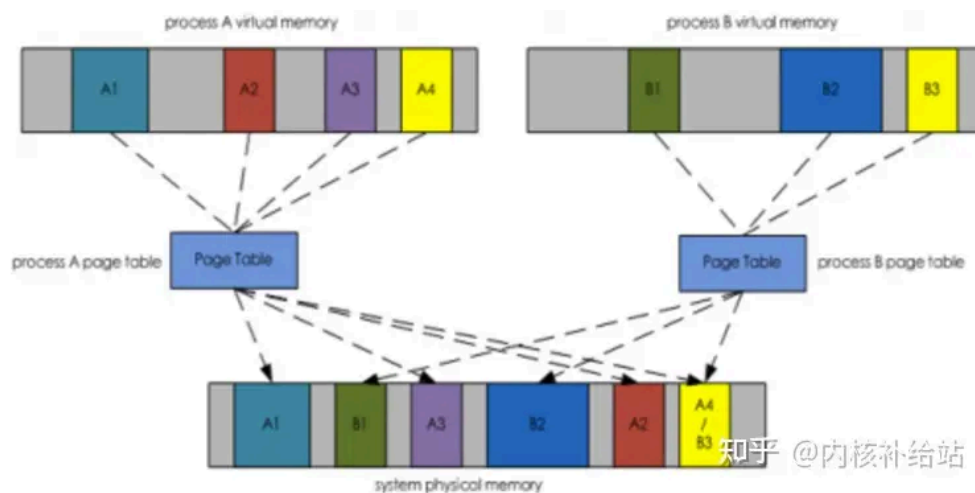 process A virtual memory
process B virtual memory
A1
A2
A3
A4
B1
B2
B3
process A page table
Page Table
Page Table
process B page table
A1
B1
A3
B2
A2
A4
/
B3
知乎 @内核补给站
system physical memory